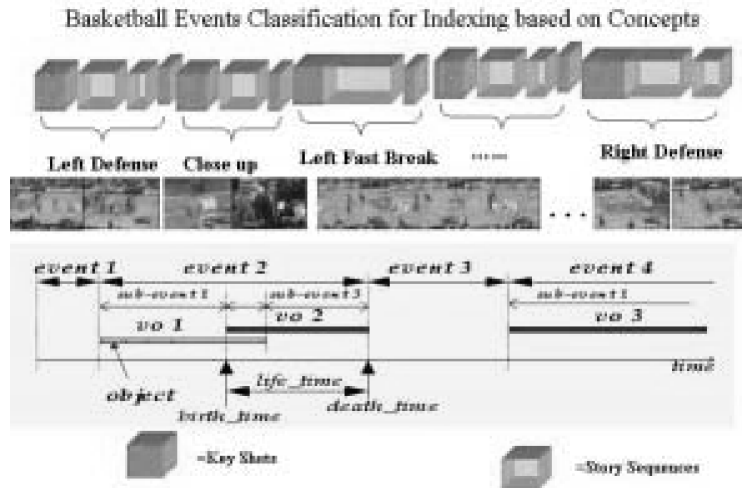 Basketball Events Classification for Indexing based on Concepts
Left Defense Close up Left Fast Break ...... Right Defense
. . .
event 1 event 2 event 3 event 4
sub-event1 sub-event3 sub-event1
vo 1 vo 2 vo 3
time
object life_time
birth_time death_time
=Key Shots =Story Sequences